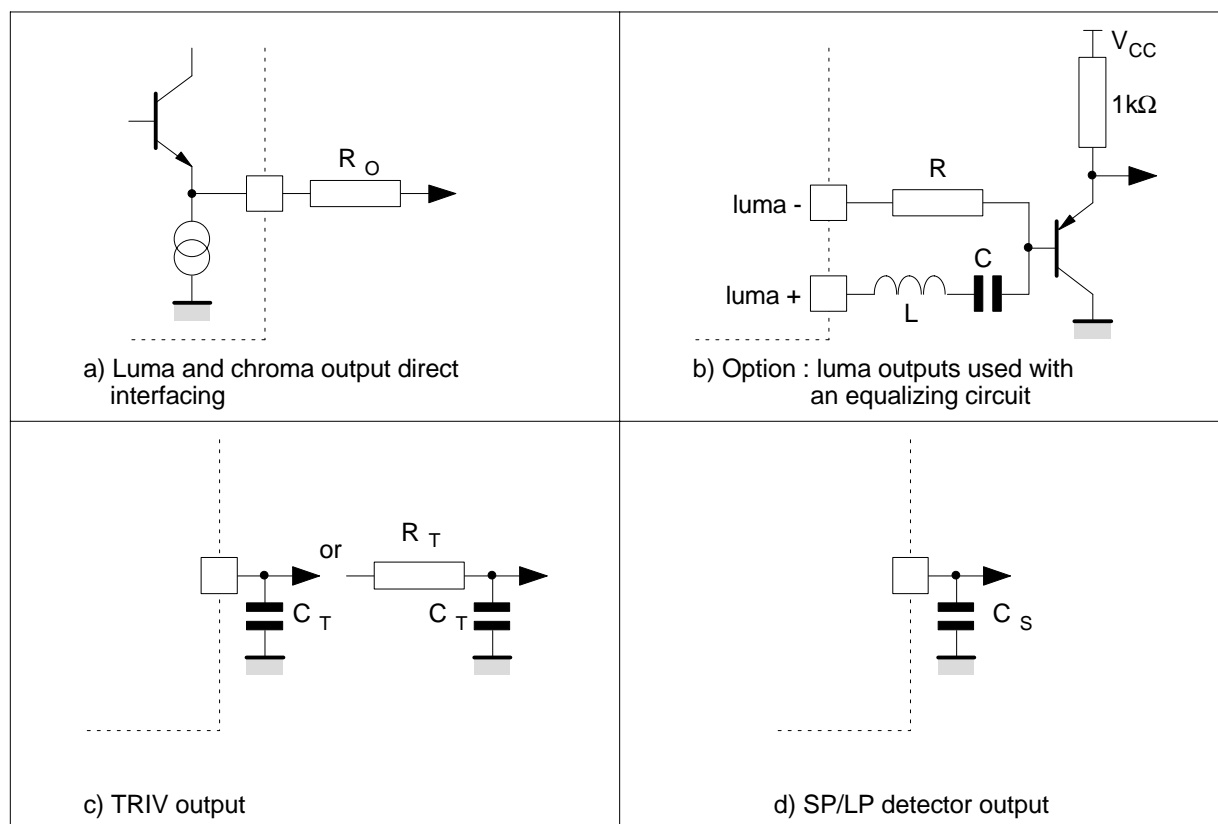 R O
a) Luma and chroma output direct
interfacing
VCC
1kΩ
R
luma -
C
luma +
L
b) Option : luma outputs used with
an equalizing circuit
or
R T
C T
C T
c) TRIV output
C S
d) SP/LP detector output